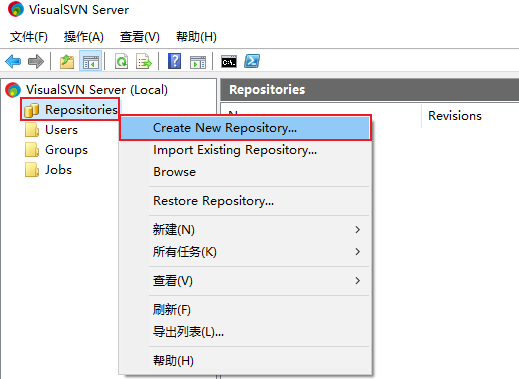 VisualSVN Server
文件(F) 操作(A) 查看(V) 帮助(H)
VisualSVN Server (Local)
Repositories
Users
Groups
Jobs
Repositories
Revisions
Create New Repository...
Import Existing Repository...
Browse
Restore Repository...
新建(N)
所有任务(K)
查看(V)
刷新(F)
导出列表(L)...
帮助(H)